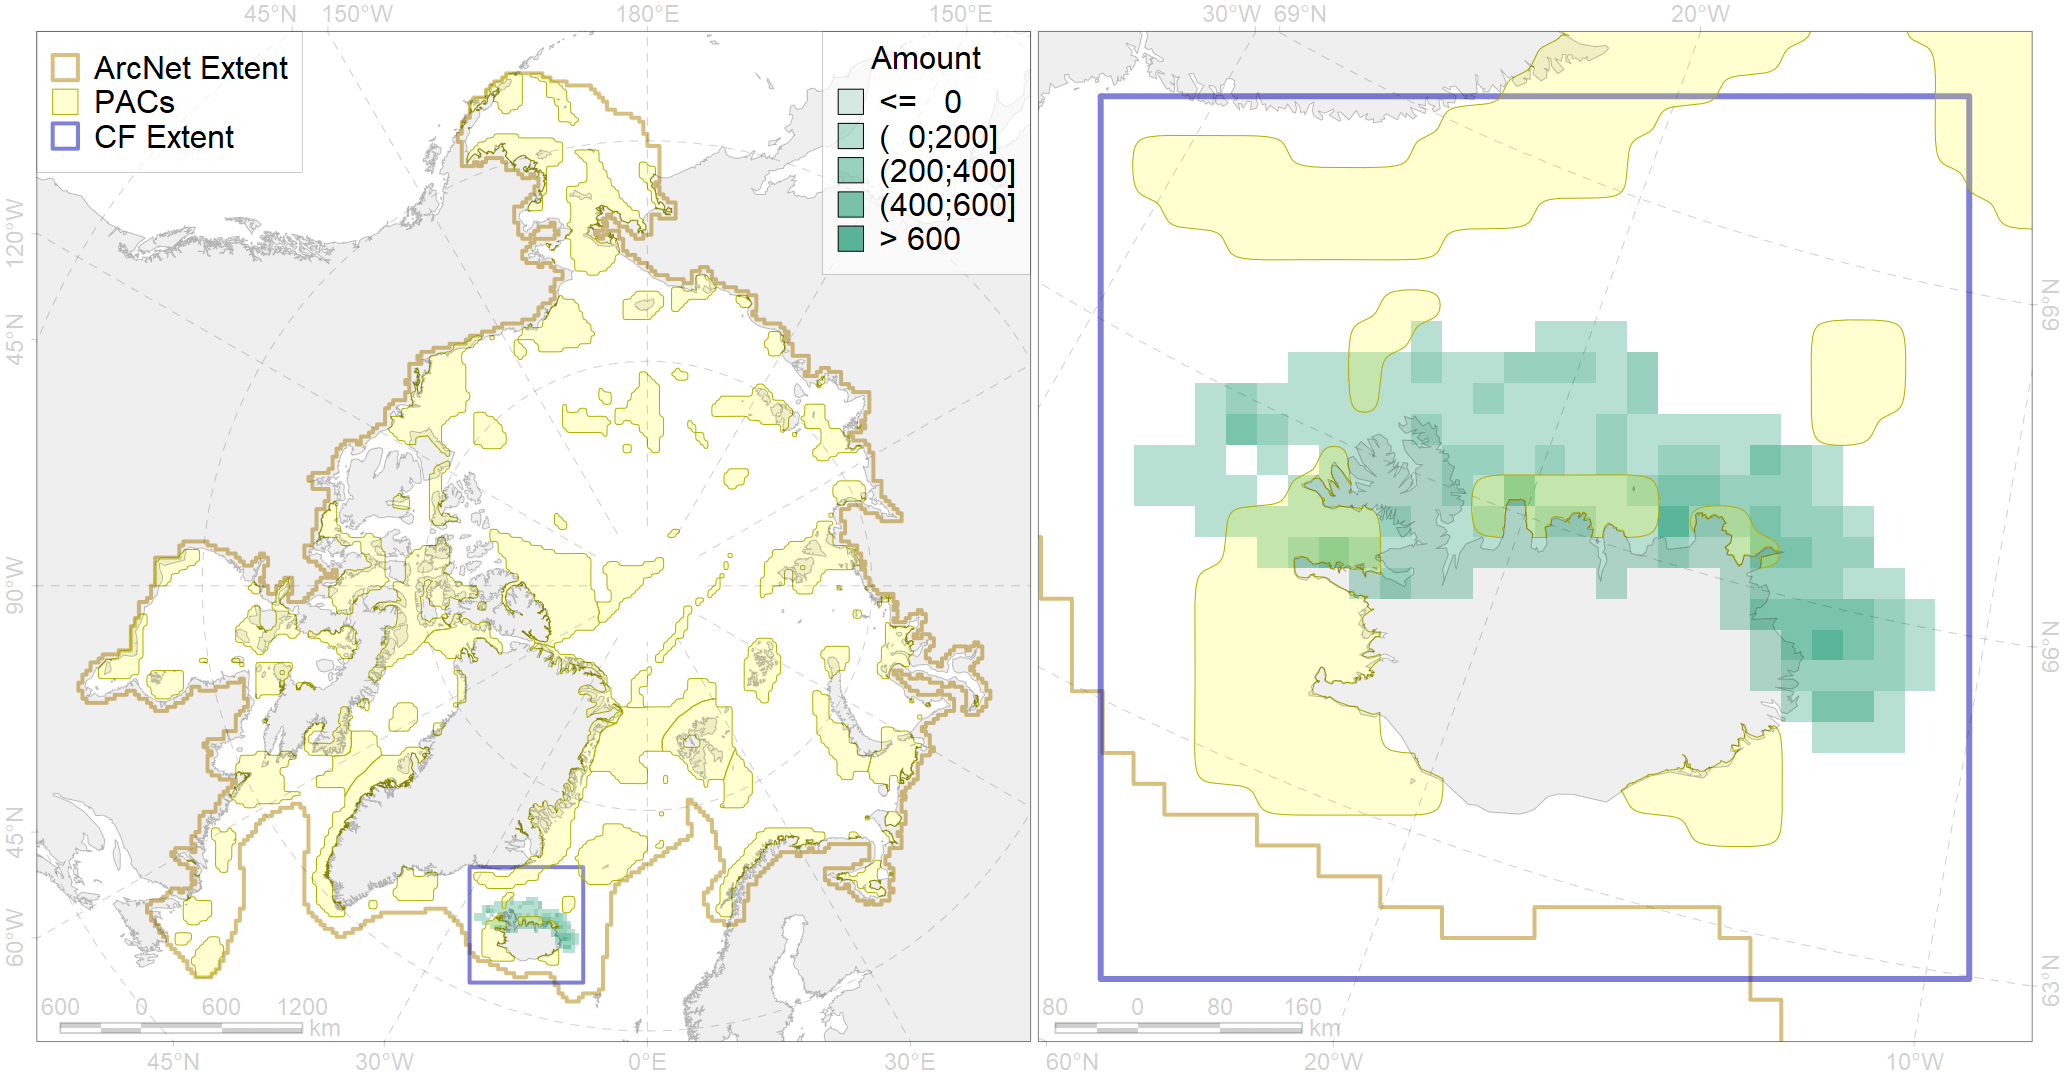 45°N 150°W 180°E 150°E 30°W 69°N 20°W
ArcNet Extent
PACs
CF Extent
Amount
<= 0
( 0;200]
(200;400]
(400;600]
> 600
120°W
45°N
90°W
45°N
60°W
69°N
66°N
63°N
600 0 600 1200
km
80 0 80 160
km
45°N 30°W 0°E 30°E 60°N 20°W 10°W